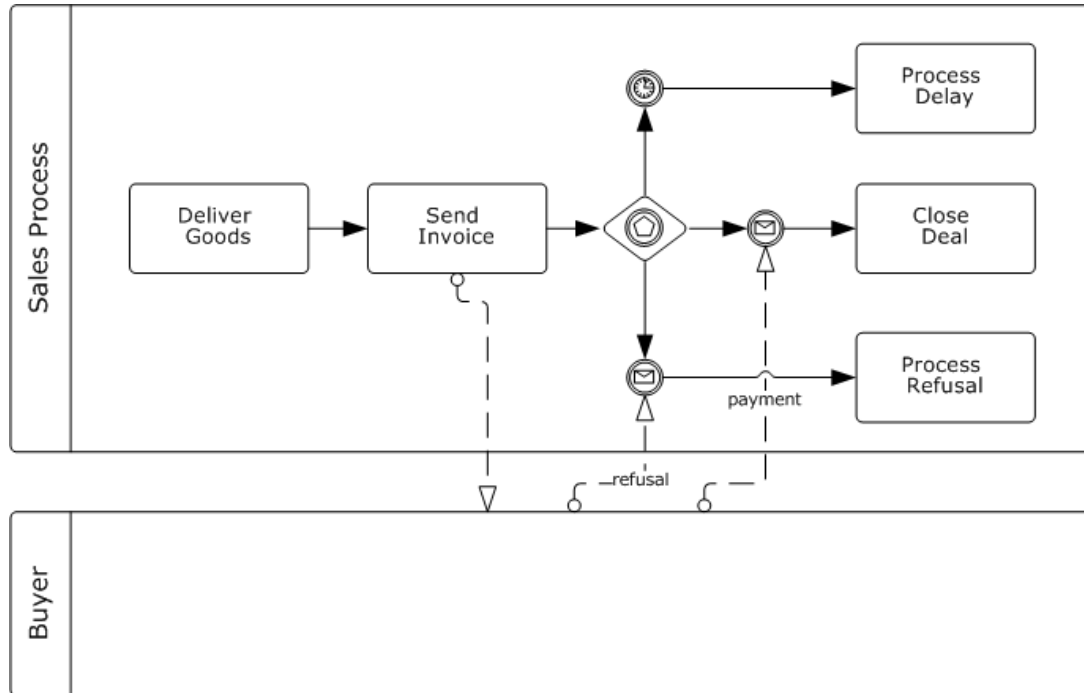 Sales Process
Process
Delay
Deliver
Goods
Send
Invoice
Close
Deal
Process
Refusal
payment
refusal
Buyer